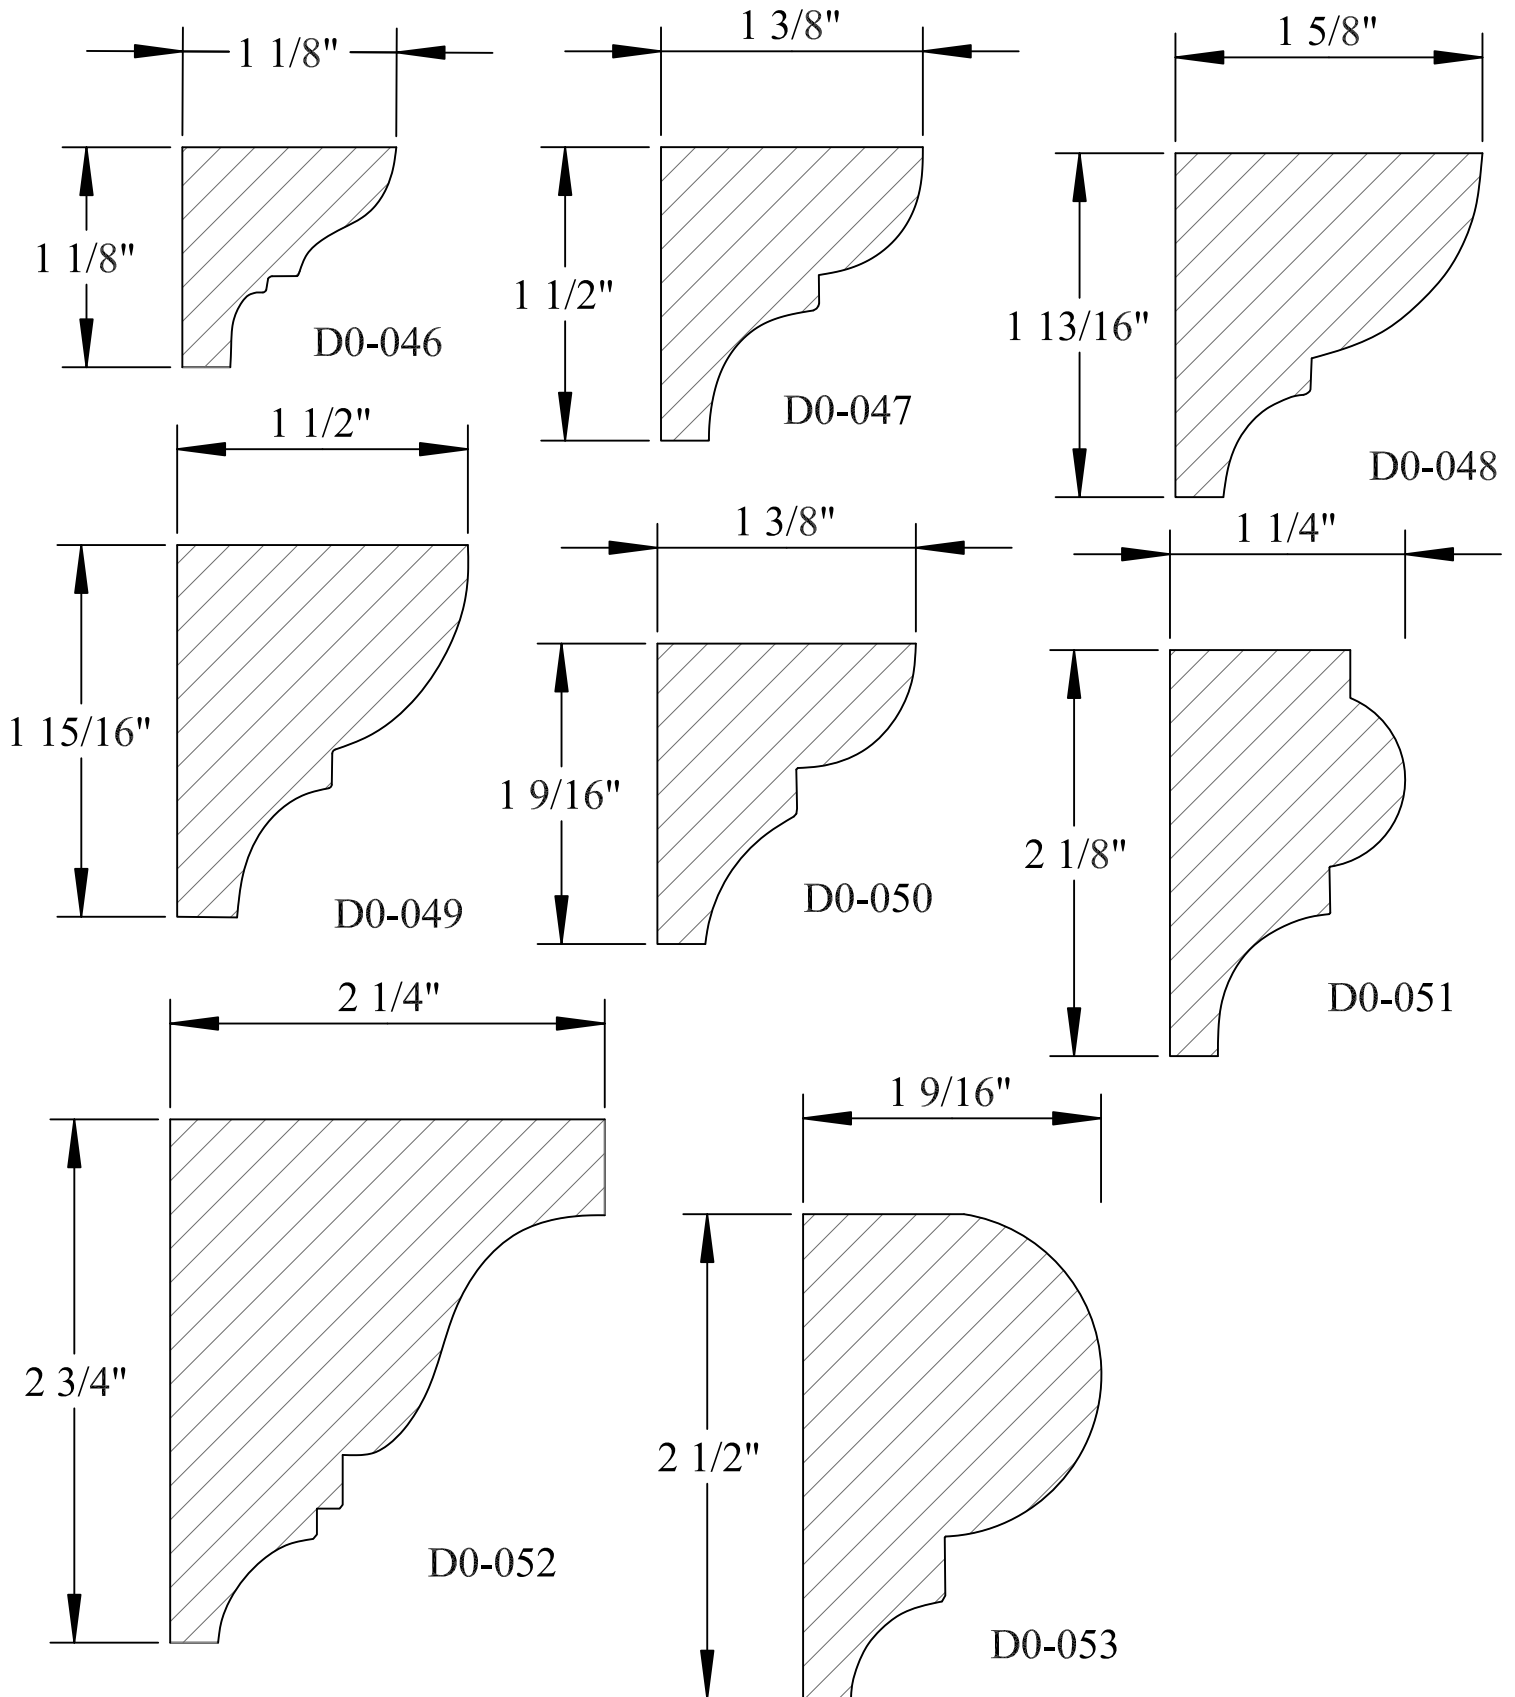 1 1/8"
1 3/8"
1 5/8"
1 1/8"
1 1/2"
1 13/16"
D0-046
D0-047
D0-048
1 1/2"
1 3/8"
1 1/4"
1 15/16"
1 9/16"
2 1/8"
D0-049
D0-050
D0-051
2 1/4"
1 9/16"
2 3/4"
2 1/2"
D0-052
D0-053